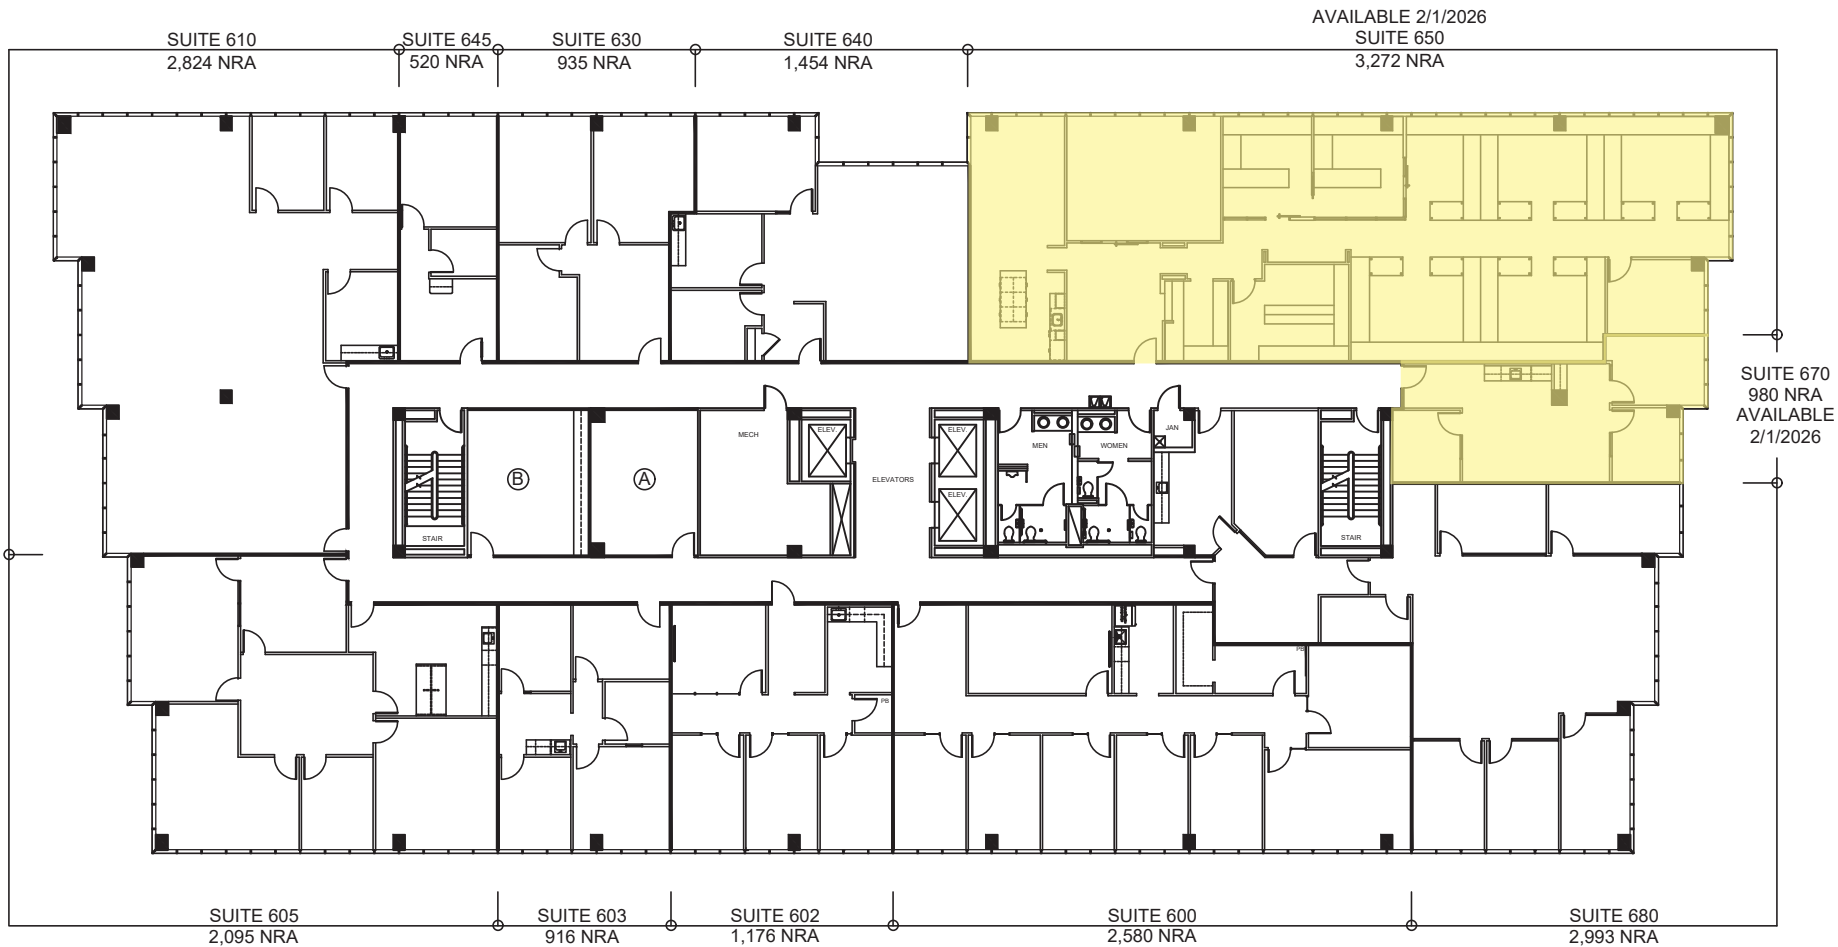 AVAILABLE 2/1/2026
SUITE 610
SUITE 645
SUITE 630
SUITE 640
SUITE 650
2,824 NRA
520 NRA
935 NRA
1,454 NRA
3,272 NRA
SUITE 670
980 NRA
AVAILABLE
2/1/2026
MECH
ELEV.
ELEV.
ELEV.
ELEVATORS
MEN
WOMEN
JAN
B
A
STAIR
STAIR
PB
PB
SUITE 605
SUITE 603
SUITE 602
SUITE 600
SUITE 680
2,095 NRA
916 NRA
1,176 NRA
2,580 NRA
2,993 NRA